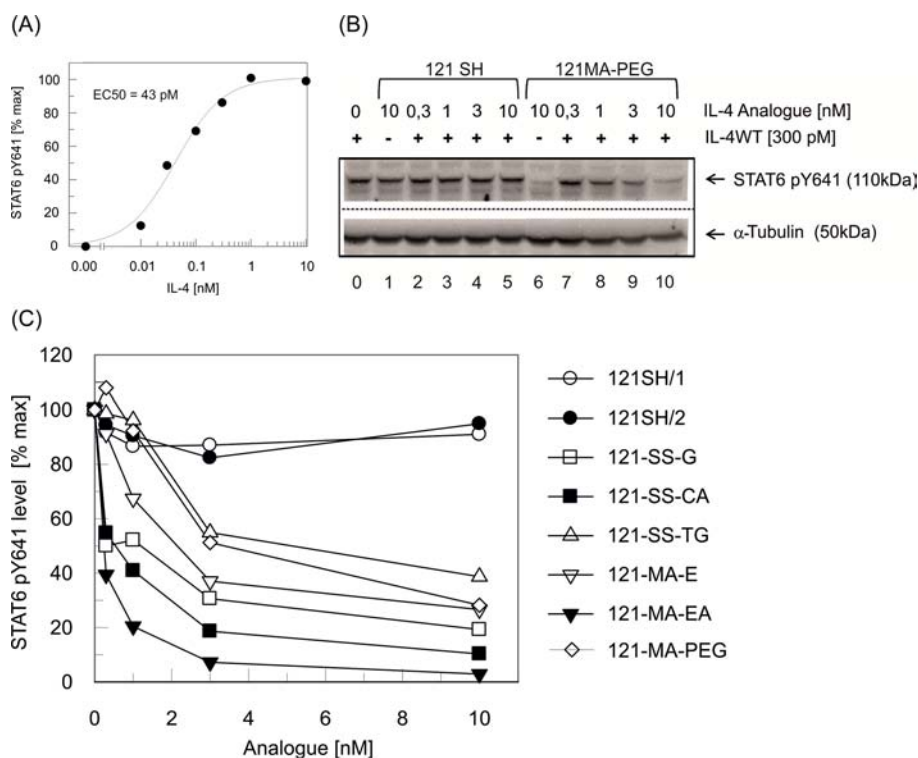 (A)
STAT6 pY641 [% max]
100
80
60
40
20
0
EC50 = 43 pM
0.00 0.01 0.1 1 10
IL-4 [nM]
(B)
121 SH 121MA-PEG
0 10 0,3 1 3 10 10 0,3 1 3 10 IL-4 Analogue [nM]
+ - + + + + - + + + + IL-4WT [300 pM]
← STAT6 pY641 (110kDa)
← α-Tubulin (50kDa)
0 1 2 3 4 5 6 7 8 9 10
(C)
STAT6 pY641 level [% max]
120
100
80
60
40
20
0
0 2 4 6 8 10
Analogue [nM]
121SH/1
121SH/2
121-SS-G
121-SS-CA
121-SS-TG
121-MA-E
121-MA-EA
121-MA-PEG